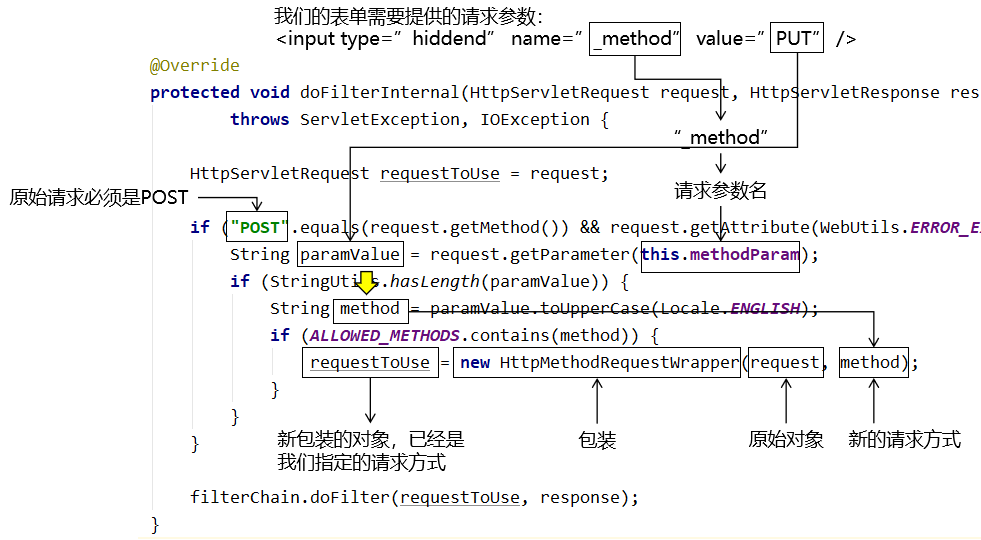 我们的表单需要提供的请求参数:
<input type=” hiddend” name=” _method” value=” PUT” />
@Override
protected void doFilterInternal(HttpServletRequest request, HttpServletResponse res
throws ServletException, IOException {
“_method”
HttpServletRequest requestToUse = request;
请求参数名
原始请求必须是POST
if ("POST".equals(request.getMethod()) && request.getAttribute(WebUtils.ERROR_E
String paramValue = request.getParameter(this.methodParam);
if (StringUtils.hasLength(paramValue)) {
String method = paramValue.toUpperCase(Locale.ENGLISH);
if (ALLOWED_METHODS.contains(method)) {
requestToUse = new HttpMethodRequestWrapper(request, method);
}
}
}
新包装的对象，已经是
我们指定的请求方式
包装
原始对象
新的请求方式
filterChain.doFilter(requestToUse, response);
}